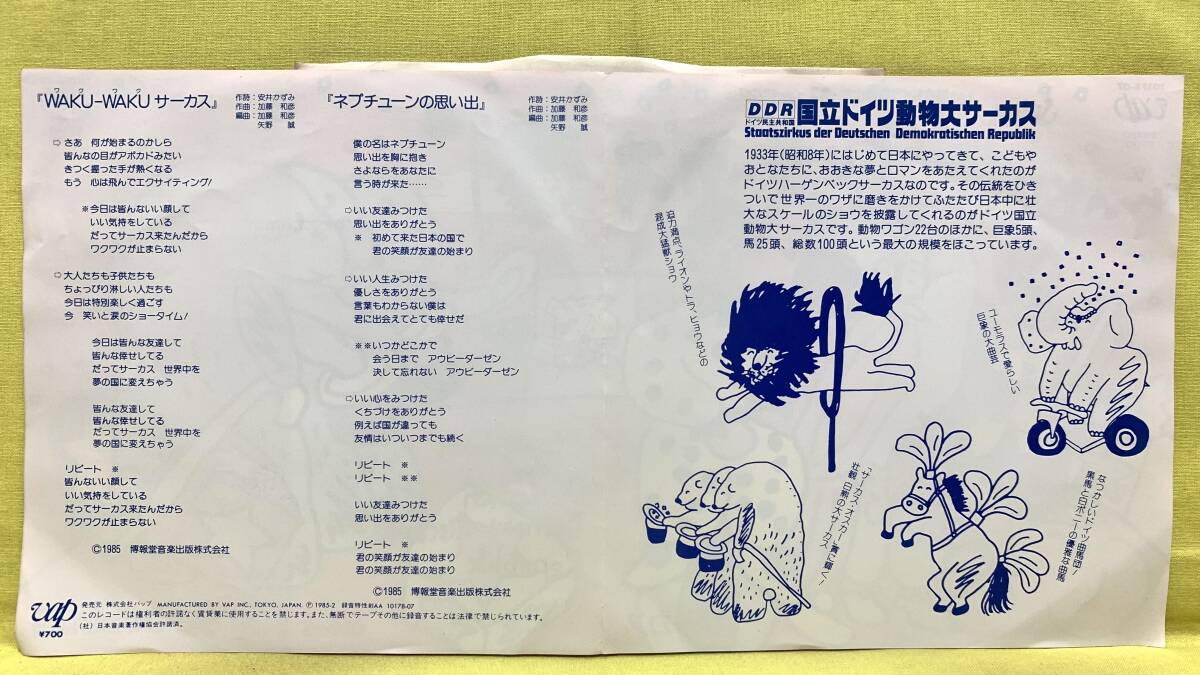 『WAKU-WAKU サーカス』
ワク ワク
作詩：安井かずみ
作曲：加藤 和彦
編曲：加藤 和彦
矢野 誠
⇨さあ 何が始まるのかしら
皆んなの目がアボカドみたい
きつく握った手が熱くなる
もう 心は飛んでエクサイティング！
※今日は皆んないい顔して
いい気持をしている
だってサーカス来たんだから
ワクワクが止まらない
⇨大人たちも子供たちも
ちょっぴり淋しい人たちも
今日は特別楽しく過ごす
今 笑いと涙のショータイム！
今日は皆んな友達して
皆んな倖せしてる
だってサーカス 世界中を
夢の国に変えちゃう
皆んな友達して
皆んな倖せしてる
だってサーカス 世界中を
夢の国に変えちゃう
リピート ※
皆んないい顔して
いい気持をしている
だってサーカス来たんだから
ワクワクが止まらない
©1985 博報堂音楽出版株式会社
『ネプチューンの思い出』
作詩：安井かずみ
作曲：加藤 和彦
編曲：加藤 和彦
矢野 誠
僕の名はネプチューン
思い出を胸に抱き
さよならをあなたに
言う時が来た……
⇨いい友達みつけた
思い出をありがとう
※ 初めて来た日本の国で
君の笑顔が友達の始まり
⇨いい人生みつけた
優しさをありがとう
言葉もわからない僕は
君に出会えてとても倖せだ
※※いつかどこかで
会う日まで アウビーダーゼン
決して忘れない アウビーダーゼン
⇨いい心をみつけた
くちづけをありがとう
例えば国が違っても
友情はいついつまでも続く
リピート ※
リピート ※※
いい友達みつけた
思い出をありがとう
リピート ※
君の笑顔が友達の始まり
君の笑顔が友達の始まり
©1985 博報堂音楽出版株式会社
vap
¥700
発売元 株式会社バップ MANUFACTURED BY VAP INC., TOKYO, JAPAN. Ⓟ 1985-2 録音特性RIAA 10178-07
このレコードは権利者の許諾なく賃貸業に使用することを禁じます。また、無断でテープその他に録音することは法律で禁じられています。
（社）日本音楽著作権協会許諾済。
DDR 国立ドイツ動物大サーカス
ドイツ民主共和国
Staatszirkus der Deutschen Demokratischen Republik
1933年（昭和8年）にはじめて日本にやってきて、こどもや
おとなたちに、おおきな夢とロマンをあたえてくれたのが
ドイツハーゲンベックサーカスなのです。その伝統をひき
ついで世界一のワザに磨きをかけてふたたび日本中に壮
大なスケールのショウを披露してくれるのがドイツ国立
動物大サーカスです。動物ワゴン22台のほかに、巨象5頭、
馬25頭、総数100頭という最大の規模をほこっています。
迫力満点、ライオンやトラ、ヒョウなどの
混成大猛獣ショウ
ユーモラスで愛らしい
巨象の大曲芸
"サーカス・オスカー"賞に輝く！
壮観 白熊の大サーカス
なつかしいドイツ曲馬団！
黒馬と白ポニーの優雅な曲馬